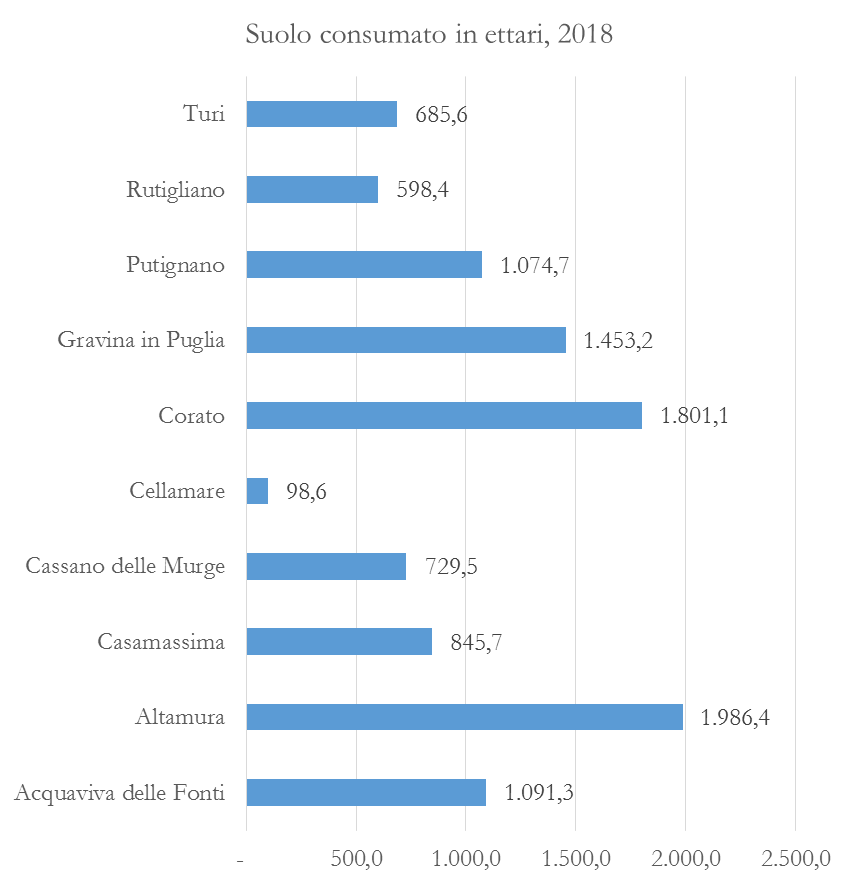 Suolo consumato in ettari, 2018
Turi 685,6
Rutigliano 598,4
Putignano 1.074,7
Gravina in Puglia 1.453,2
Corato 1.801,1
Cellamare 98,6
Cassano delle Murge 729,5
Casamassima 845,7
Altamura 1.986,4
Acquaviva delle Fonti 1.091,3
- 500,0 1.000,0 1.500,0 2.000,0 2.500,0